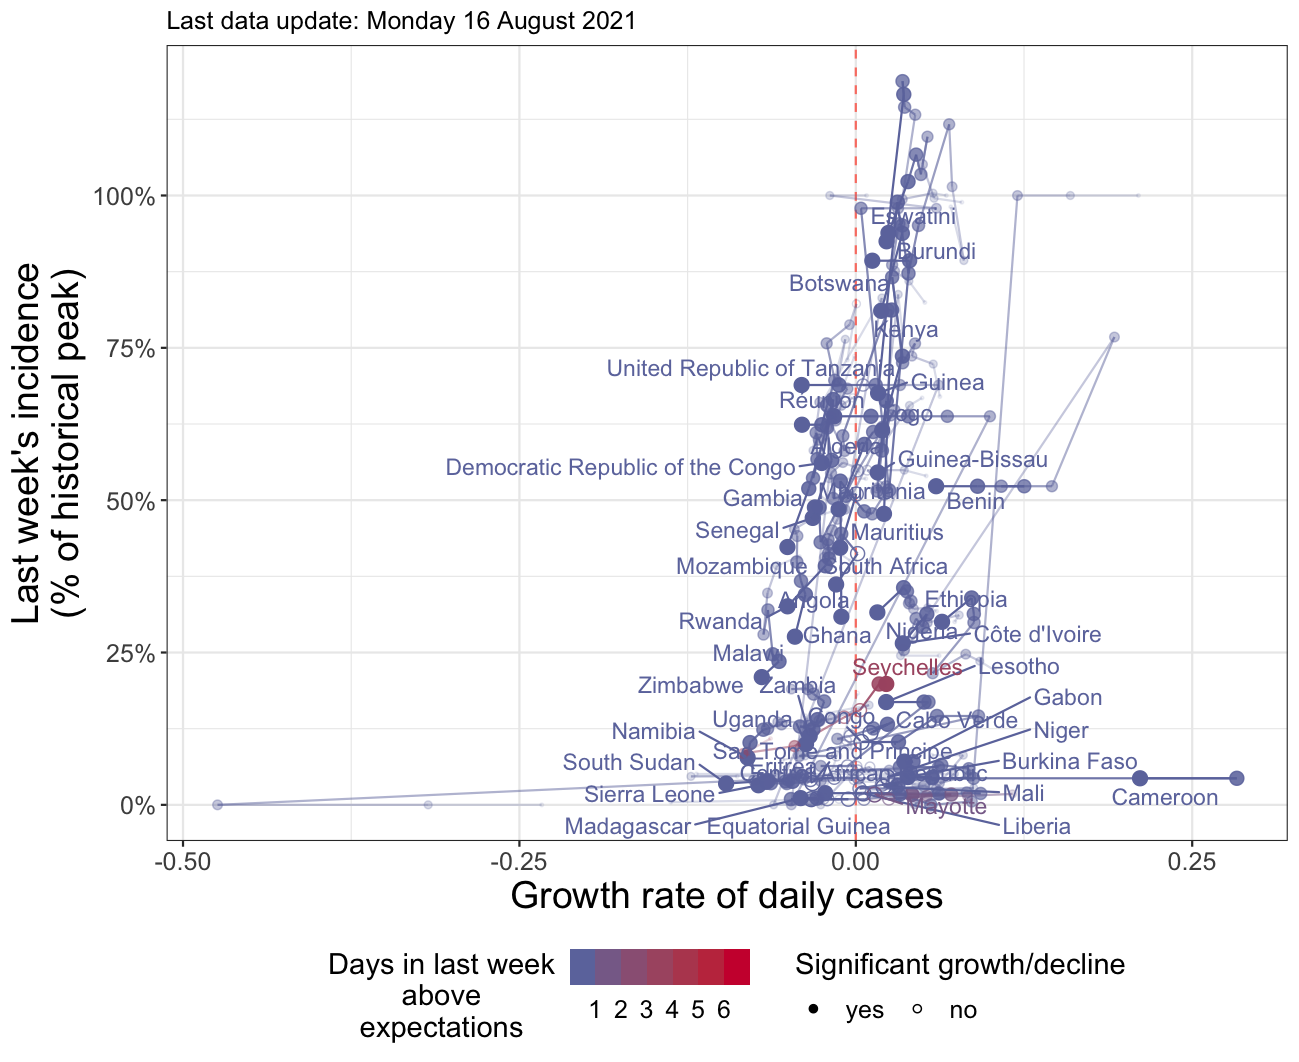 Last data update: Monday 16 August 2021
Last week's incidence
(% of historical peak)
100%
75%
50%
25%
0%
Eswatini
Burundi
Botswana
Kenya
United Republic of Tanzania
Guinea
Réunion
Togo
Algeria
Democratic Republic of the Congo
Guinea-Bissau
Gambia
Mauritania
Benin
Senegal
Mauritius
Mozambique
South Africa
Angola
Ethiopia
Rwanda
Ghana
Nigeria
Côte d'Ivoire
Malawi
Seychelles
Lesotho
Zimbabwe
Zambia
Gabon
Uganda
Congo
Cabo Verde
Namibia
Niger
Sao Tome and Principe
South Sudan
Eritrea
Burkina Faso
Central African Republic
Sierra Leone
Mali
Cameroon
Mayotte
Madagascar
Equatorial Guinea
Liberia
-0.50
-0.25
0.00
0.25
Growth rate of daily cases
Days in last week
above
expectations
1 2 3 4 5 6
Significant growth/decline
yes
no